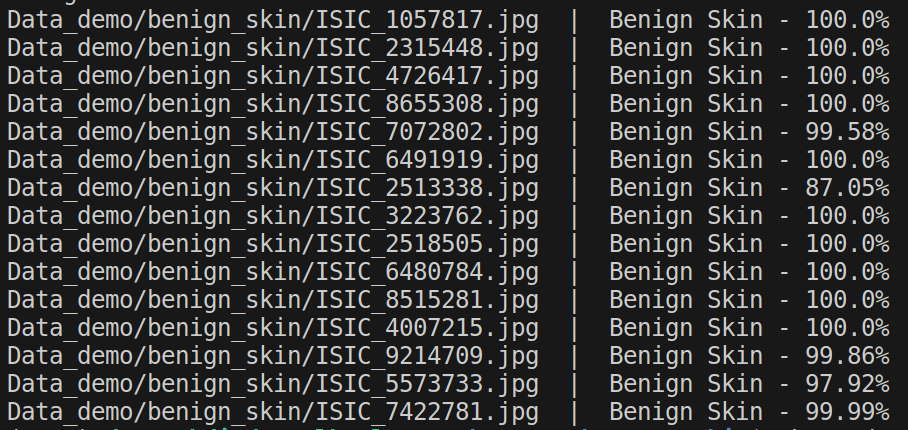 Data_demo/benign_skin/ISIC_1057817.jpg | Benign Skin - 100.0%
Data_demo/benign_skin/ISIC_2315448.jpg | Benign Skin - 100.0%
Data_demo/benign_skin/ISIC_4726417.jpg | Benign Skin - 100.0%
Data_demo/benign_skin/ISIC_8655308.jpg | Benign Skin - 100.0%
Data_demo/benign_skin/ISIC_7072802.jpg | Benign Skin - 99.58%
Data_demo/benign_skin/ISIC_6491919.jpg | Benign Skin - 100.0%
Data_demo/benign_skin/ISIC_2513338.jpg | Benign Skin - 87.05%
Data_demo/benign_skin/ISIC_3223762.jpg | Benign Skin - 100.0%
Data_demo/benign_skin/ISIC_2518505.jpg | Benign Skin - 100.0%
Data_demo/benign_skin/ISIC_6480784.jpg | Benign Skin - 100.0%
Data_demo/benign_skin/ISIC_8515281.jpg | Benign Skin - 100.0%
Data_demo/benign_skin/ISIC_4007215.jpg | Benign Skin - 100.0%
Data_demo/benign_skin/ISIC_9214709.jpg | Benign Skin - 99.86%
Data_demo/benign_skin/ISIC_5573733.jpg | Benign Skin - 97.92%
Data_demo/benign_skin/ISIC_7422781.jpg | Benign Skin - 99.99%